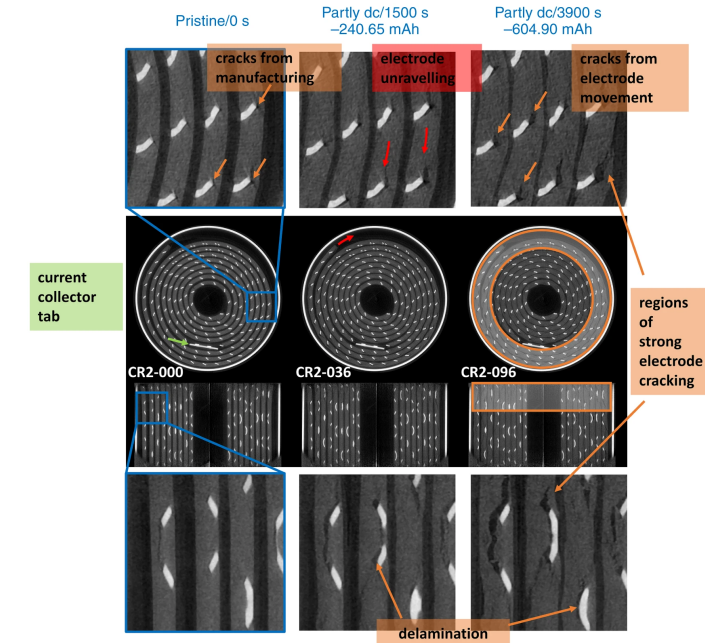 Pristine/0 s
Partly dc/1500 s
–240.65 mAh
Partly dc/3900 s
–604.90 mAh
cracks from
manufacturing
electrode
unravelling
cracks from
electrode
movement
current
collector
tab
CR2-000
CR2-036
CR2-096
regions
of
strong
electrode
cracking
delamination